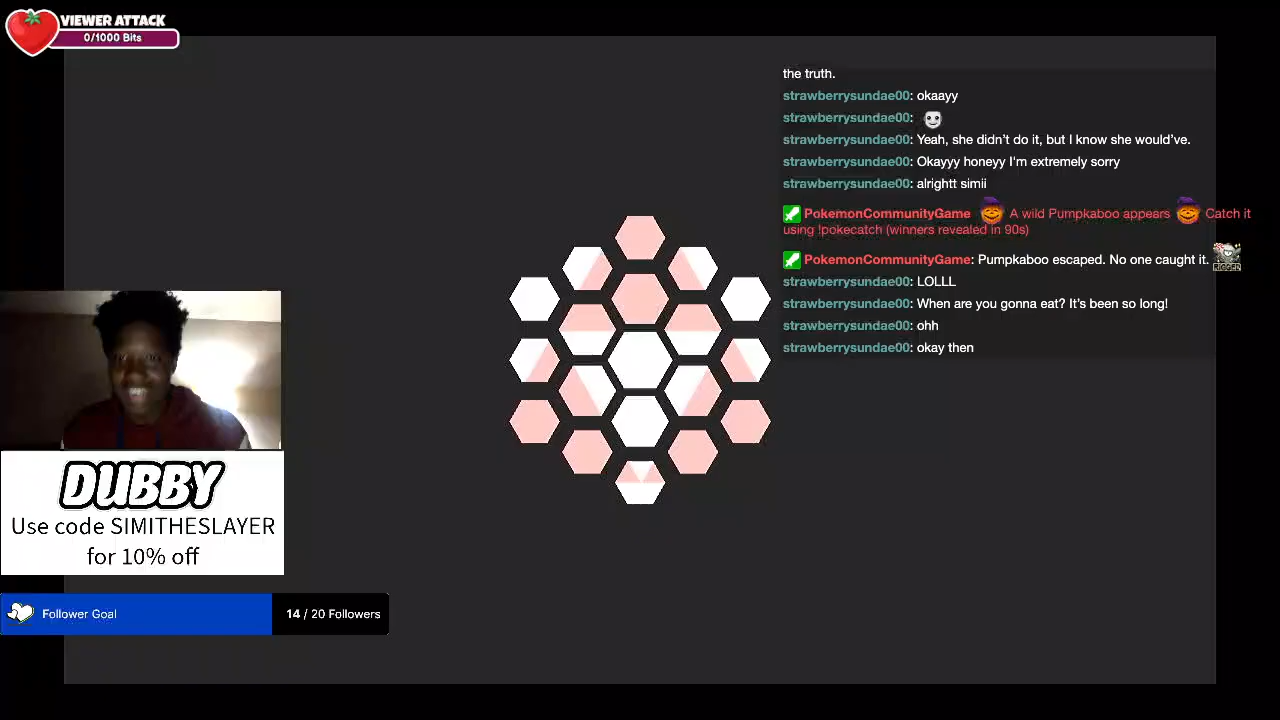 VIEWER ATTACK
0/1000 Bits
the truth.
strawberrysundae00: okaayy
strawberrysundae00:
strawberrysundae00: Yeah, she didn't do it, but I know she would've.
strawberrysundae00: Okayyy honeyy I'm extremely sorry
strawberrysundae00: alrightt simii
PokemonCommunityGame A wild Pumpkaboo appears Catch it
using !pokecatch (winners revealed in 90s)
PokemonCommunityGame: Pumpkaboo escaped. No one caught it.
RIGGED
strawberrysundae00: LOLLL
strawberrysundae00: When are you gonna eat? It's been so long!
strawberrysundae00: ohh
strawberrysundae00: okay then
DUBBY
Use code SIMITHESLAYER
for 10% off
Follower Goal
14 / 20 Followers